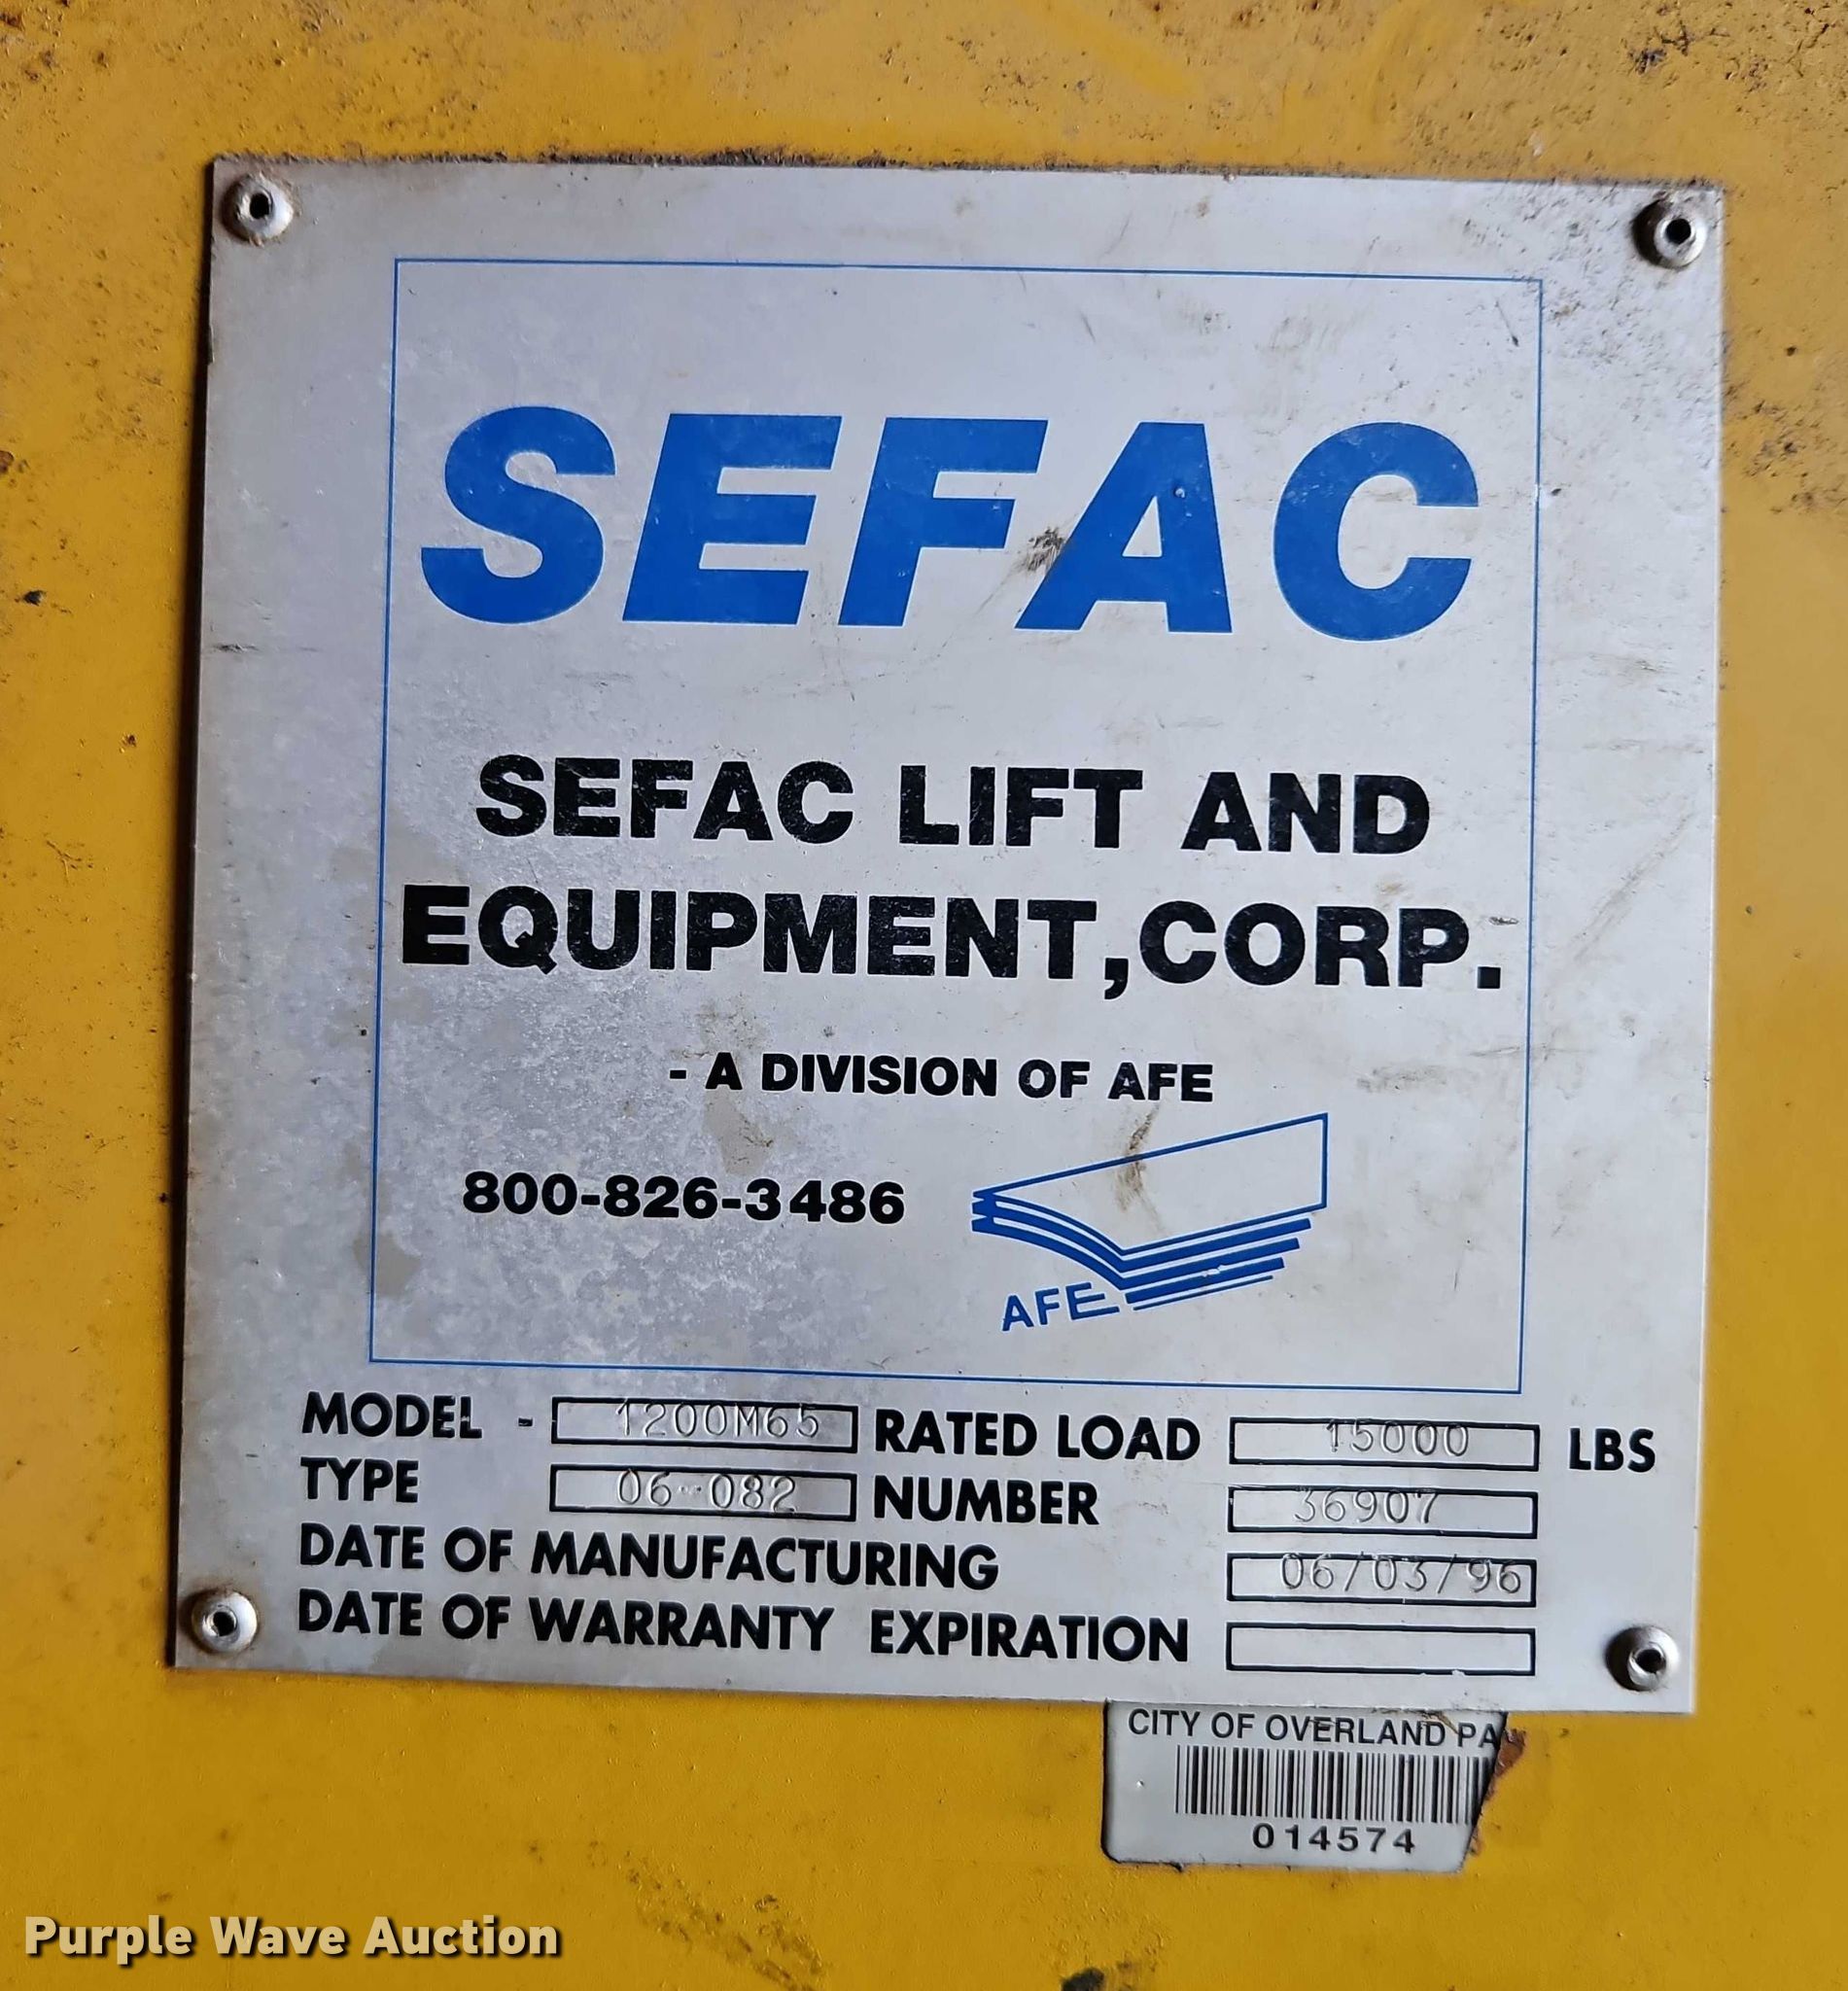 SEFAC
SEFAC LIFT AND
EQUIPMENT,CORP.
- A DIVISION OF AFE
800-826-3486
AFE
MODEL - 1200M65 RATED LOAD 15000 LBS
TYPE 06-082 NUMBER 36907
DATE OF MANUFACTURING 06/03/96
DATE OF WARRANTY EXPIRATION
CITY OF OVERLAND PA
014574
Purple Wave Auction